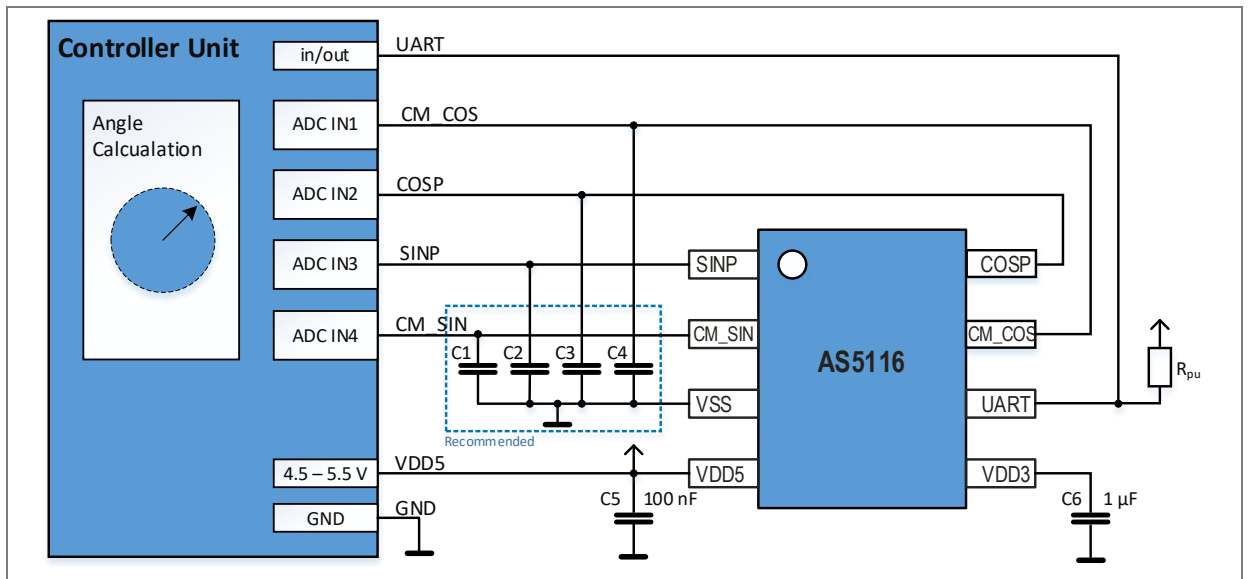 Controller Unit
in/out
UART
Angle
Calcualation
ADC IN1
CM_COS
ADC IN2
COSP
ADC IN3
SINP
ADC IN4
CM_SIN
SINP
COSP
CM_SIN
CM_COS
AS5116
C1
C2
C3
C4
Rpu
VSS
UART
Recommended
4.5 – 5.5 V
VDD5
VDD5
VDD3
C5
100 nF
C6
1 µF
GND
GND